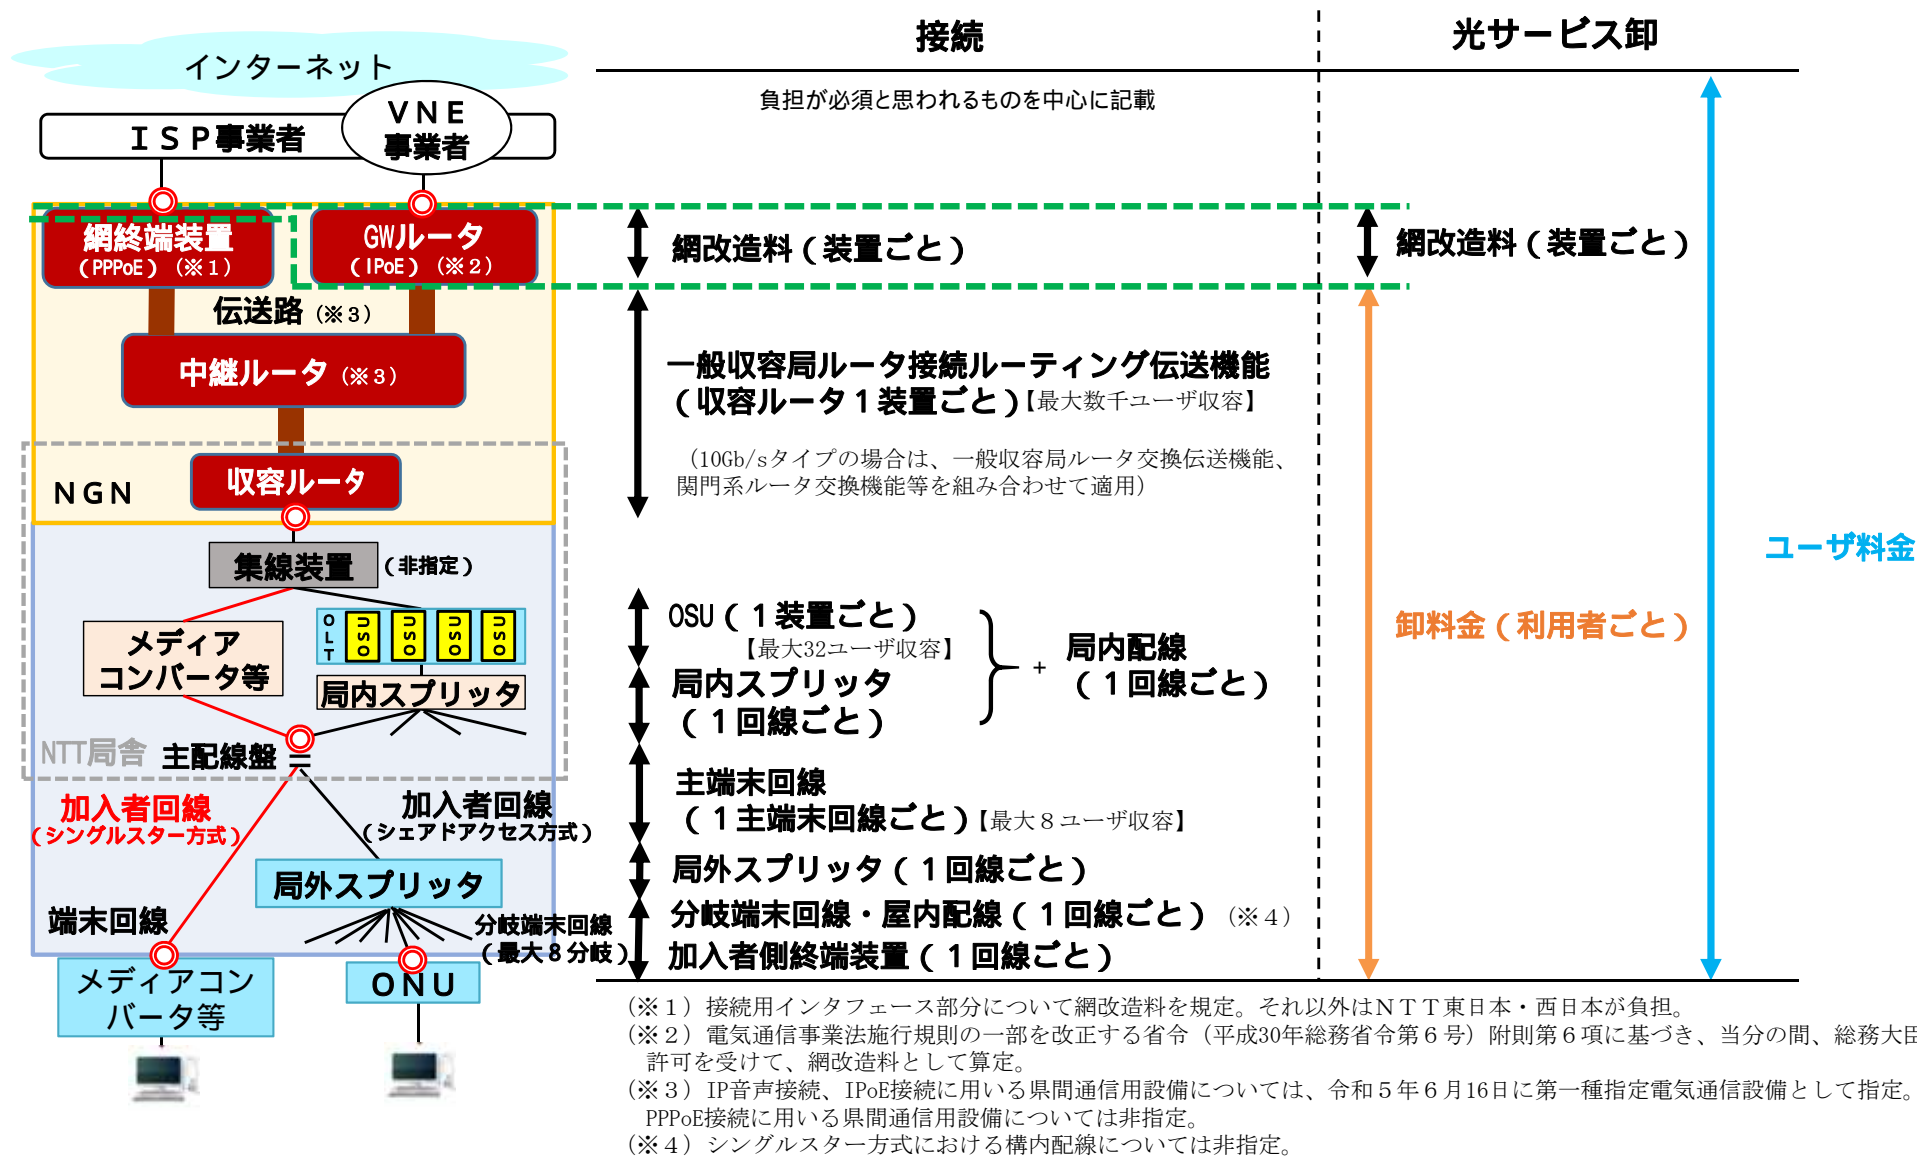 接続
光サービス卸
インターネット
負担が必須と思われるものを中心に記載
VNE
事業者
ISP事業者
網終端装置
(PPPoE)(※1)
GWルータ
(IPoE)(※2)
網改造料(装置ごと)
網改造料(装置ごと)
伝送路(※3)
中継ルータ(※3)
一般収容局ルータ接続ルーティング伝送機能
(収容ルータ1装置ごと)【最大数千ユーザ収容】
(10Gb/sタイプの場合は、一般収容局ルータ交換伝送機能、
関門系ルータ交換機能等を組み合わせて適用)
収容ルータ
NGN
ユーザ料金
集線装置
(非指定)
OLT
OSU
OSU
OSU
OSU
メディア
コンバータ等
局内スプリッタ
OSU(1装置ごと)
【最大32ユーザ収容】
局内スプリッタ
(1回線ごと)
+
局内配線
(1回線ごと)
卸料金(利用者ごと)
NTT局舎
主配線盤
加入者回線
(シングルスター方式)
加入者回線
(シェアドアクセス方式)
主端末回線
(1主端末回線ごと)【最大8ユーザ収容】
局外スプリッタ
局外スプリッタ(1回線ごと)
端末回線
分岐端末回線
(最大8分岐)
分岐端末回線・屋内配線(1回線ごと)(※4)
加入者側終端装置(1回線ごと)
メディアコン
バータ等
ONU
(※1)接続用インタフェース部分について網改造料を規定。それ以外はNTT東日本・西日本が負担。
(※2)電気通信事業法施行規則の一部を改正する省令(平成30年総務省令第6号)附則第6項に基づき、当分の間、総務大臣
許可を受けて、網改造料として算定。
(※3)IP音声接続、IPoE接続に用いる県間通信用設備については、令和5年6月16日に第一種指定電気通信設備として指定。
PPPoE接続に用いる県間通信用設備については非指定。
(※4)シングルスター方式における構内配線については非指定。